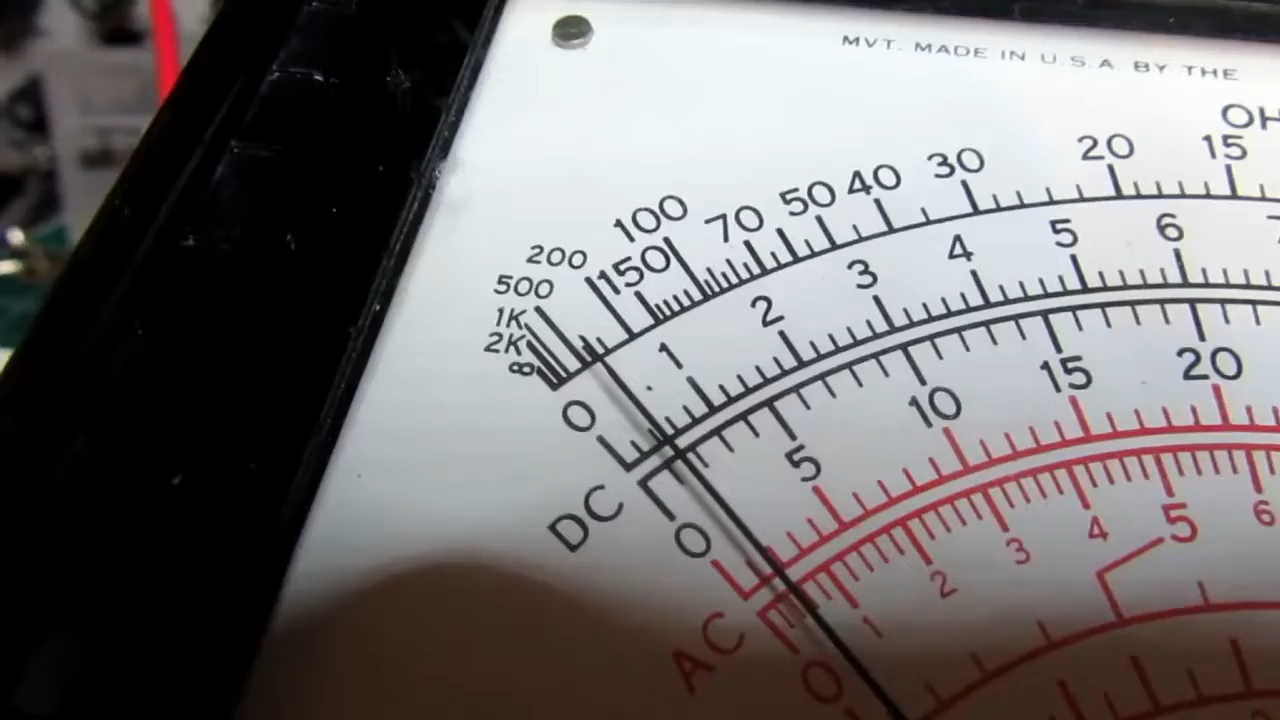 MVT. MADE IN U.S.A. BY THE
OH
∞ 2K 1K 500 200 150 100 70 50 40 30 20 15
0 1 2 3 4 5 6 7
DC
0 5 10 15 20
AC
0 1 2 3 4 5 6
5